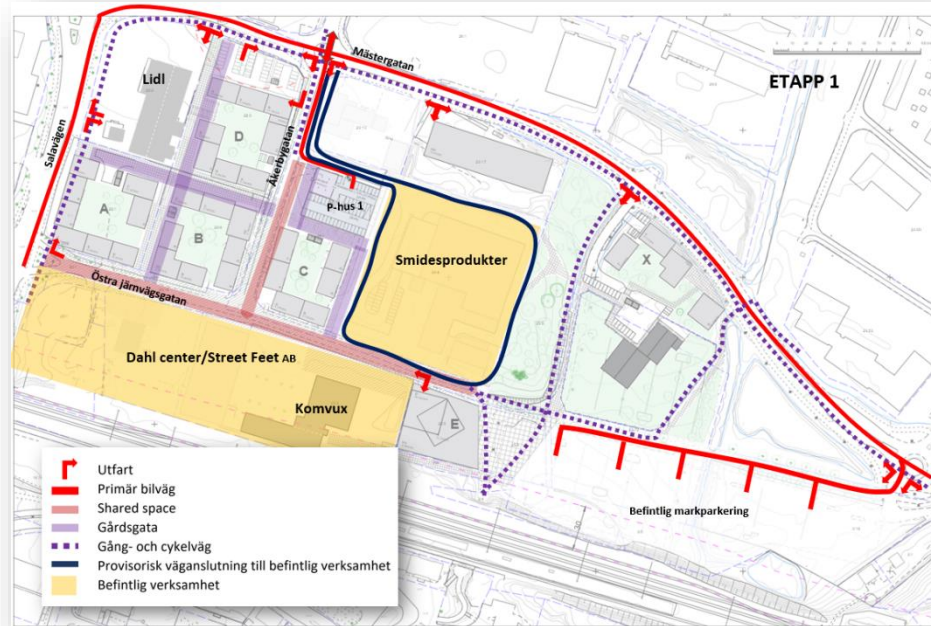 Mästergatan
ETAPP 1
Lidl
Salavägen
D
Åkerbygatan
P-hus 1
A
B
C
Smidesprodukter
X
Östra järnvägsgatan
Dahl center/Street Feet AB
Komvux
E
Befintlig markparkering
Utfart
Primär bilväg
Shared space
Gårdsgata
Gång- och cykelväg
Provisorisk väganslutning till befintlig verksamhet
Befintlig verksamhet